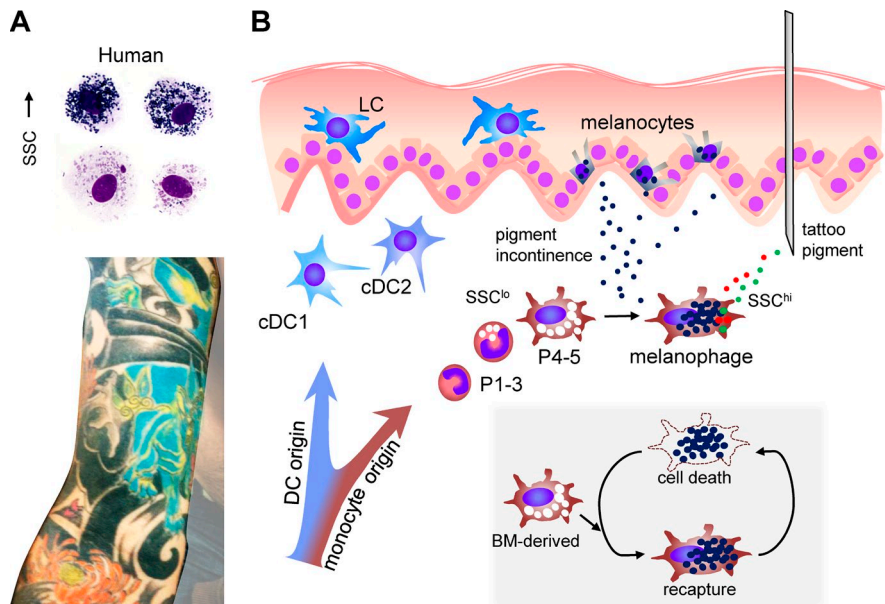 A
Human
SSC
B
LC
melanocytes
pigment
incontinence
tattoo
pigment
cDC2
cDC1
SSClo
SSChi
P4-5
melanophage
P1-3
DC origin
monocyte origin
cell death
BM-derived
recapture